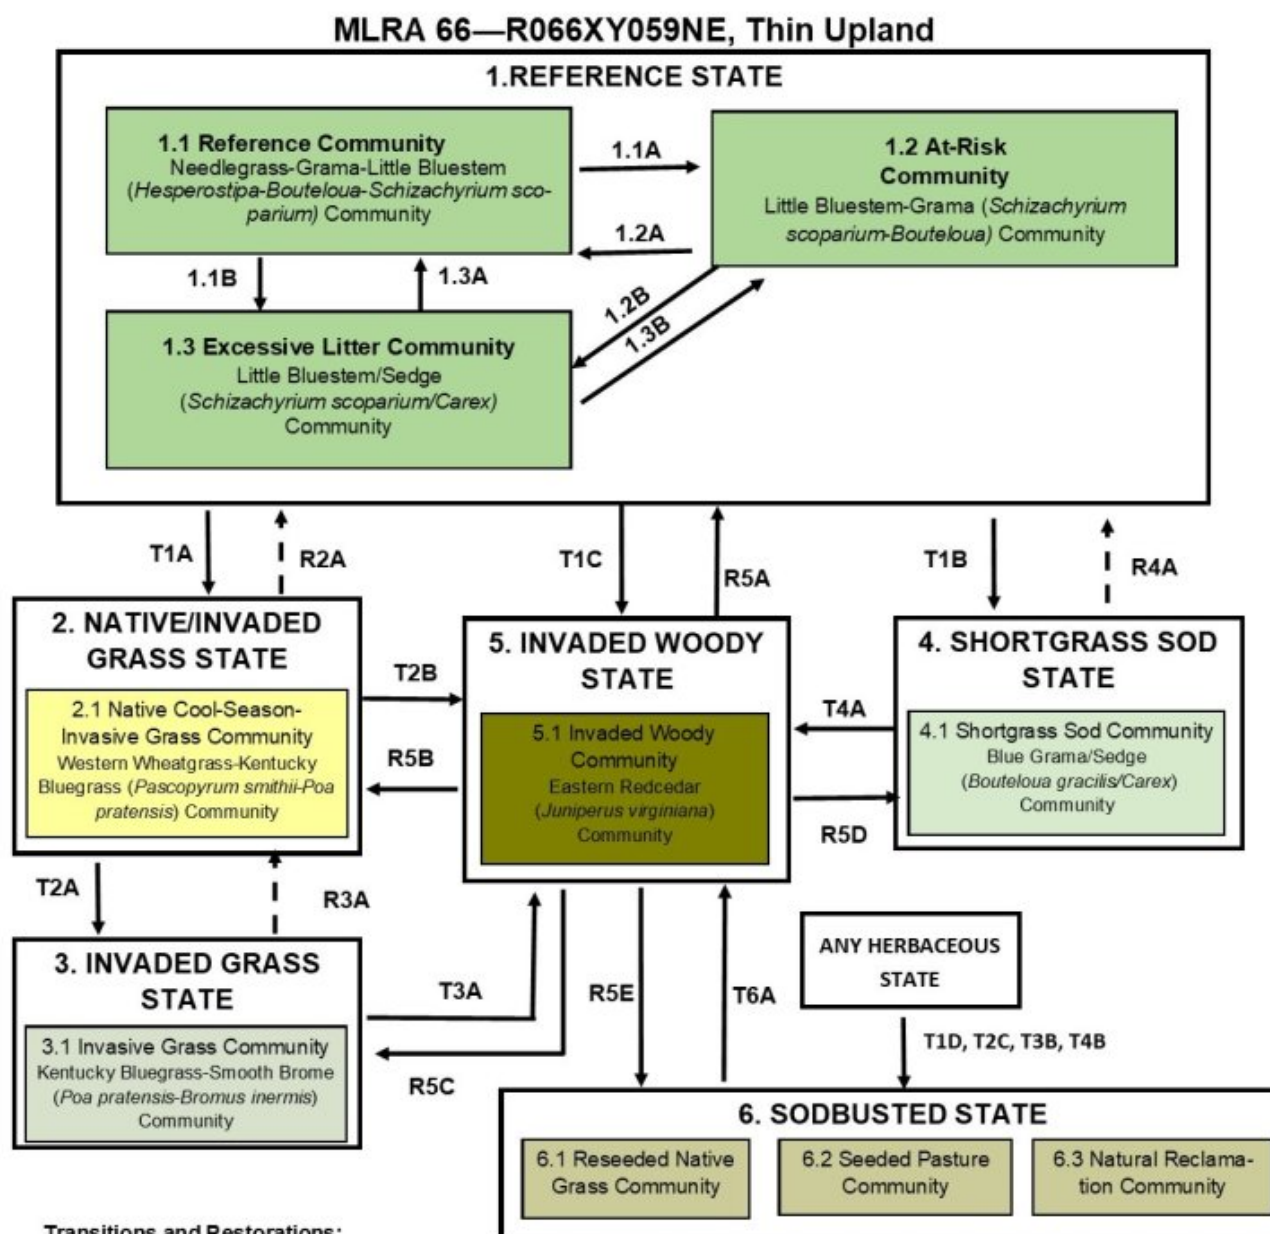 MLRA 66—R066XY059NE, Thin Upland
1.REFERENCE STATE
1.1 Reference Community
Needlegrass-Grama-Little Bluestem
(Hesperostipa-Bouteloua-Schizachyrium sco-
parium) Community
1.1A
1.2A
1.2 At-Risk
Community
Little Bluestem-Grama (Schizachyrium
scoparium-Bouteloua) Community
1.1B
1.3A
1.2B
1.3B
1.3 Excessive Litter Community
Little Bluestem/Sedge
(Schizachyrium scoparium/Carex)
Community
T1A
R2A
T1C
R5A
T1B
R4A
2. NATIVE/INVADED
GRASS STATE
2.1 Native Cool-Season-
Invasive Grass Community
Western Wheatgrass-Kentucky
Bluegrass (Pascopyrum smithii-Poa
pratensis) Community
T2B
R5B
5. INVADED WOODY
STATE
5.1 Invaded Woody
Community
Eastern Redcedar
(Juniperus virginiana)
Community
T4A
R5D
4. SHORTGRASS SOD
STATE
4.1 Shortgrass Sod Community
Blue Grama/Sedge
(Bouteloua gracilis/Carex)
Community
T2A
R3A
3. INVADED GRASS
STATE
3.1 Invasive Grass Community
Kentucky Bluegrass-Smooth Brome
(Poa pratensis-Bromus inermis)
Community
T3A
R5C
R5E
T6A
ANY HERBACEOUS
STATE
T1D, T2C, T3B, T4B
6. SODBUSTED STATE
6.1 Reseeded Native
Grass Community
6.2 Seeded Pasture
Community
6.3 Natural Reclama-
tion Community
Transitions and Restorations: